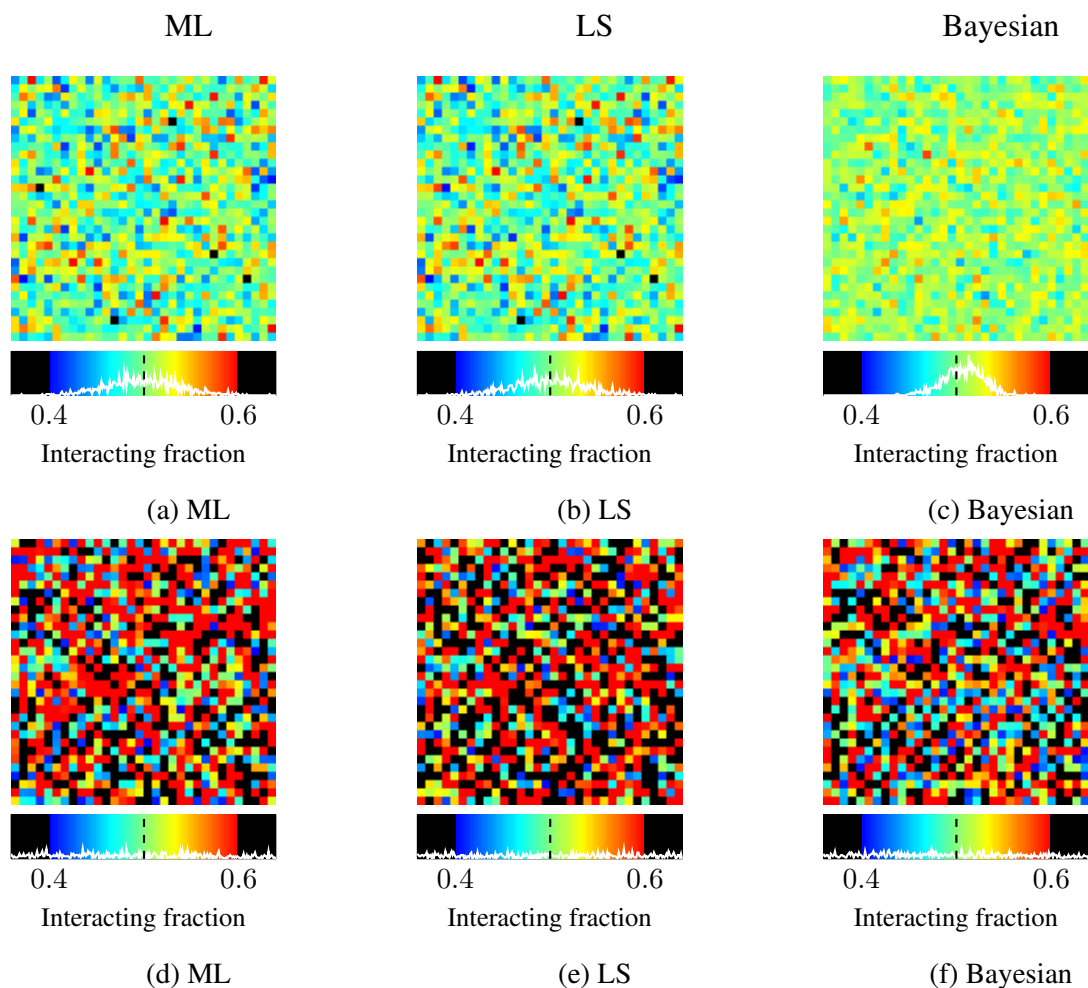 ML LS Bayesian
0.4 0.6 0.4 0.6 0.4 0.6
Interacting fraction Interacting fraction Interacting fraction
(a) ML (b) LS (c) Bayesian
0.4 0.6 0.4 0.6 0.4 0.6
Interacting fraction Interacting fraction Interacting fraction
(d) ML (e) LS (f) Bayesian